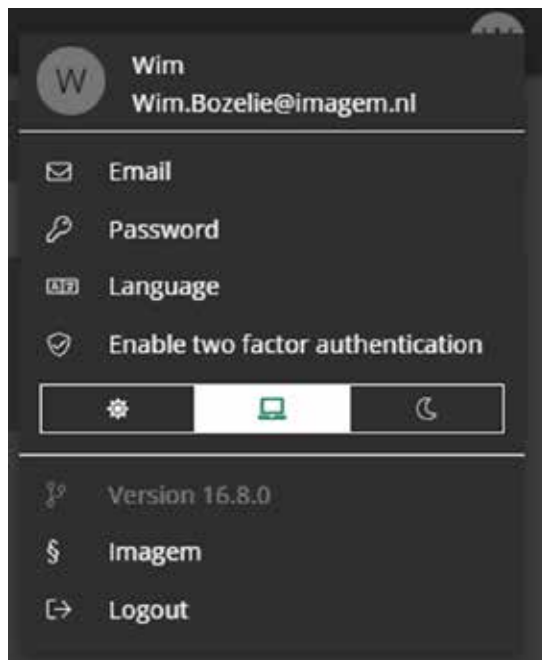 W
Wim
Wim.Bozelie@imagem.nl
Email
Password
Language
Enable two factor authentication
Version 16.8.0
§ Imagem
Logout